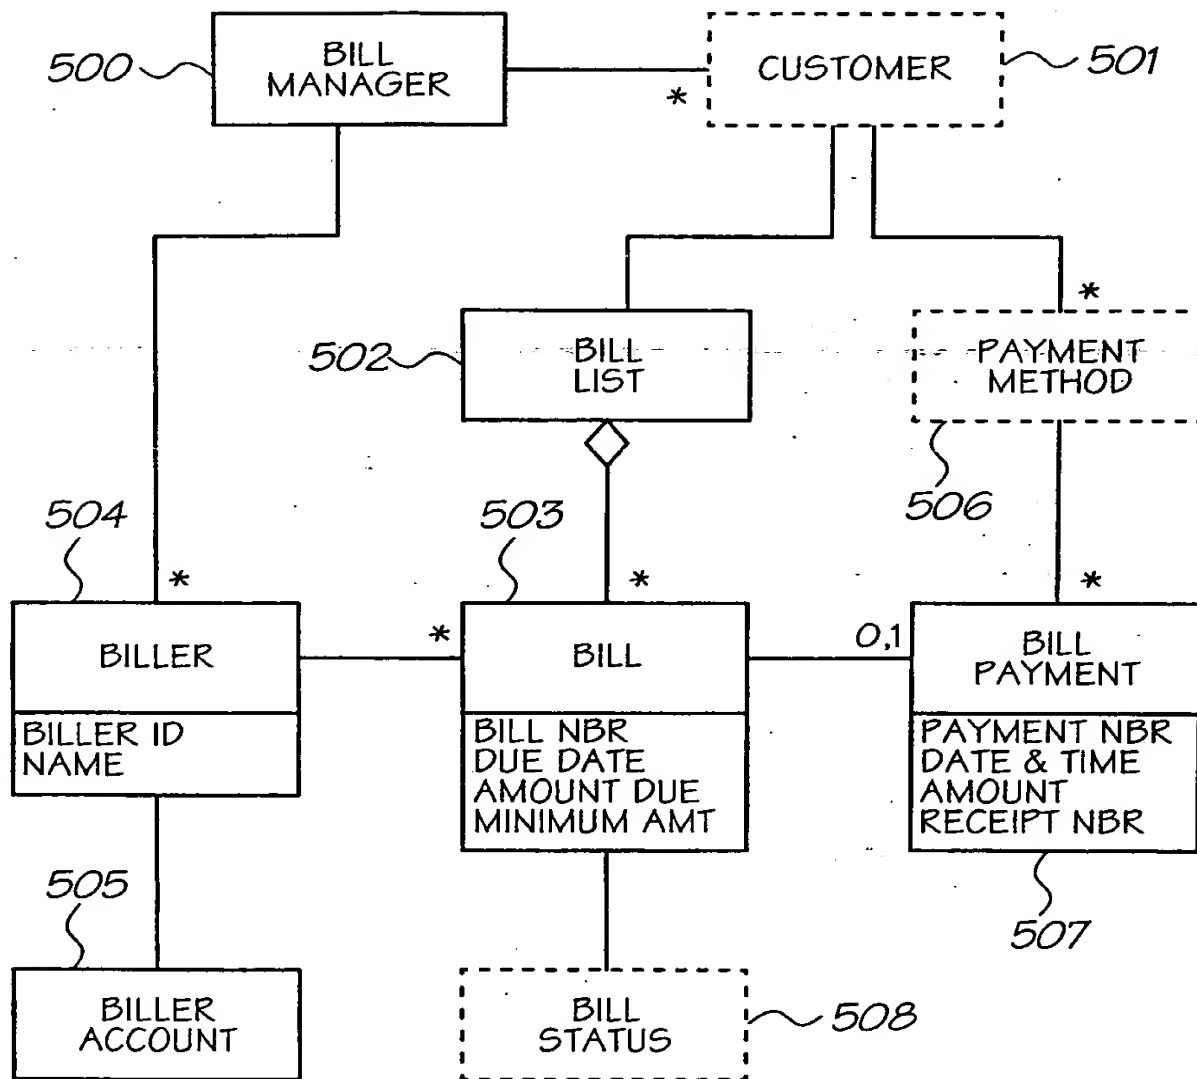 500
BILL
MANAGER
*
CUSTOMER
501
502
BILL
LIST
*
PAYMENT
METHOD
506
504
*
BILLER
BILLER ID
NAME
503
*
*
BILL
BILL NBR
DUE DATE
AMOUNT DUE
MINIMUM AMT
*
0,1
BILL
PAYMENT
PAYMENT NBR
DATE & TIME
AMOUNT
RECEIPT NBR
507
505
BILLER
ACCOUNT
BILL
STATUS
508